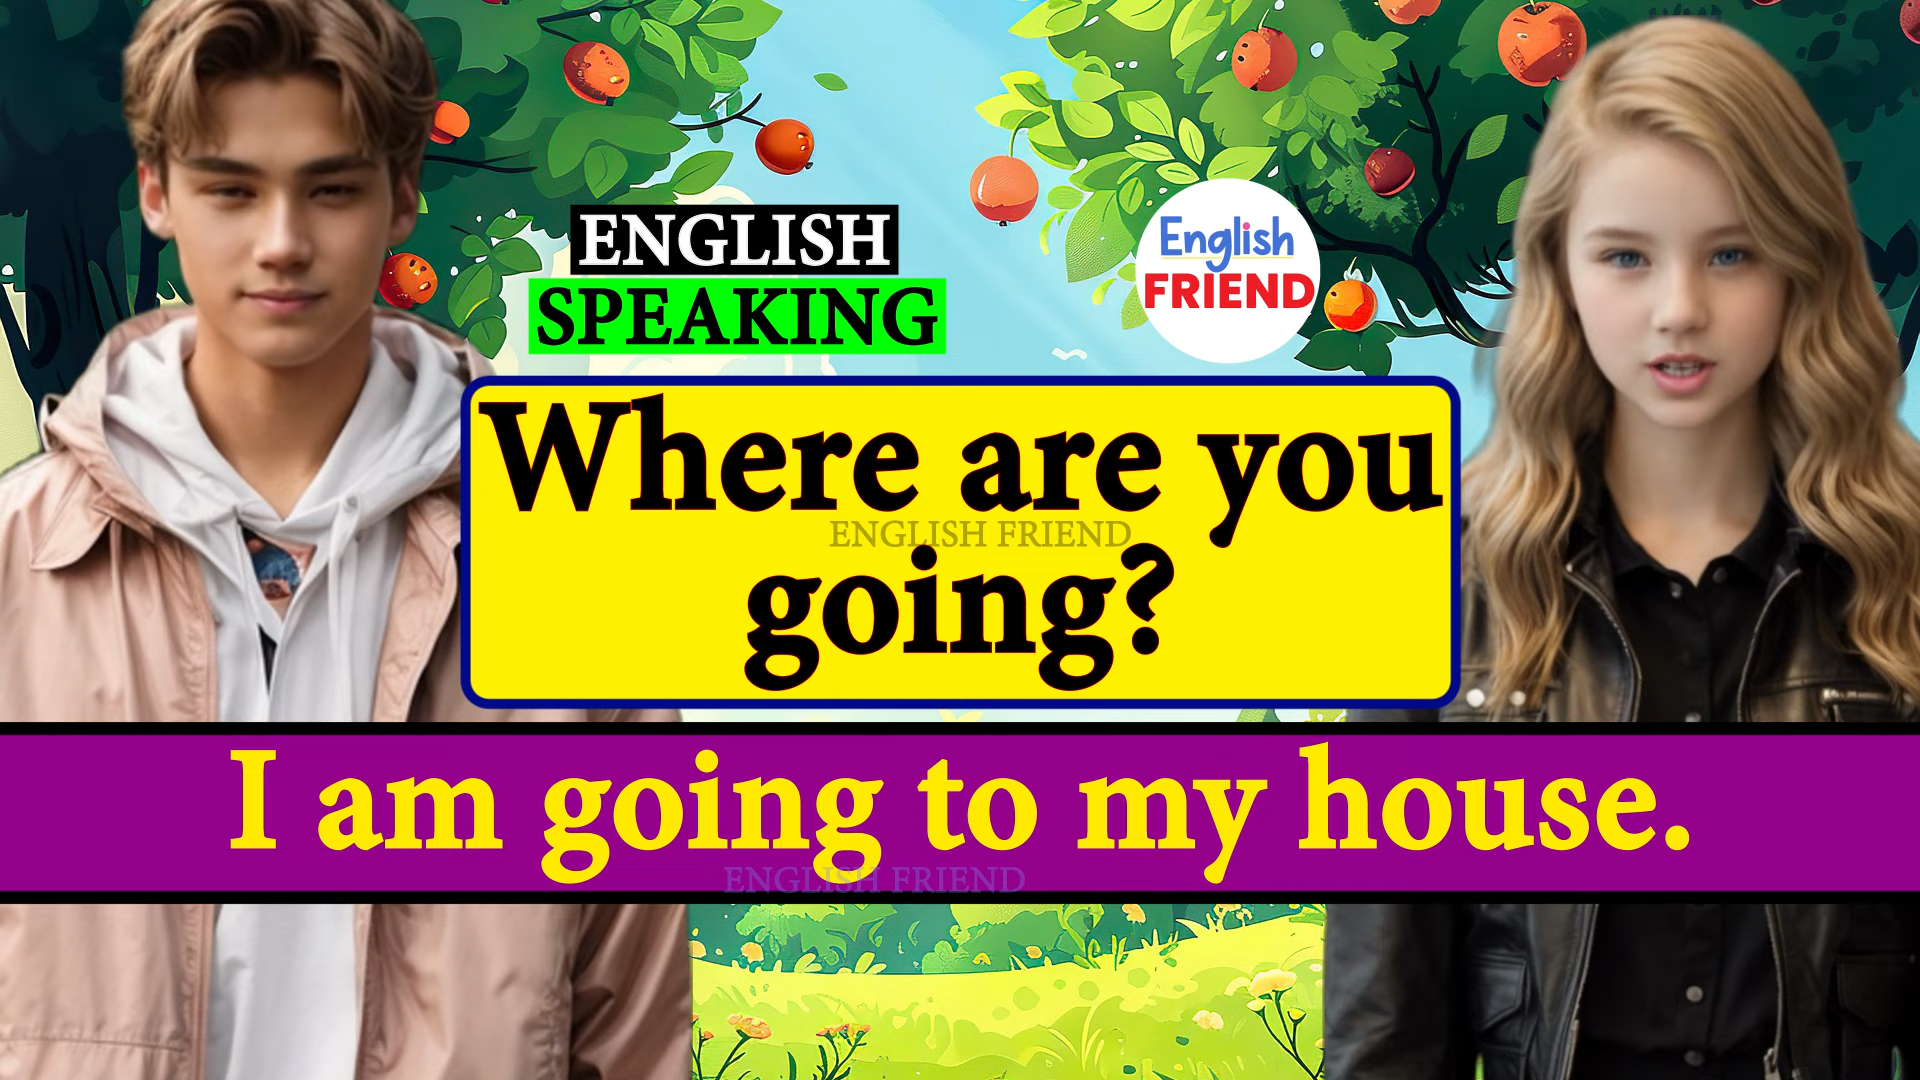 ENGLISH
SPEAKING
English
FRIEND
Where are you
ENGLISH FRIEND
going?
I am going to my house.
ENGLISH FRIEND